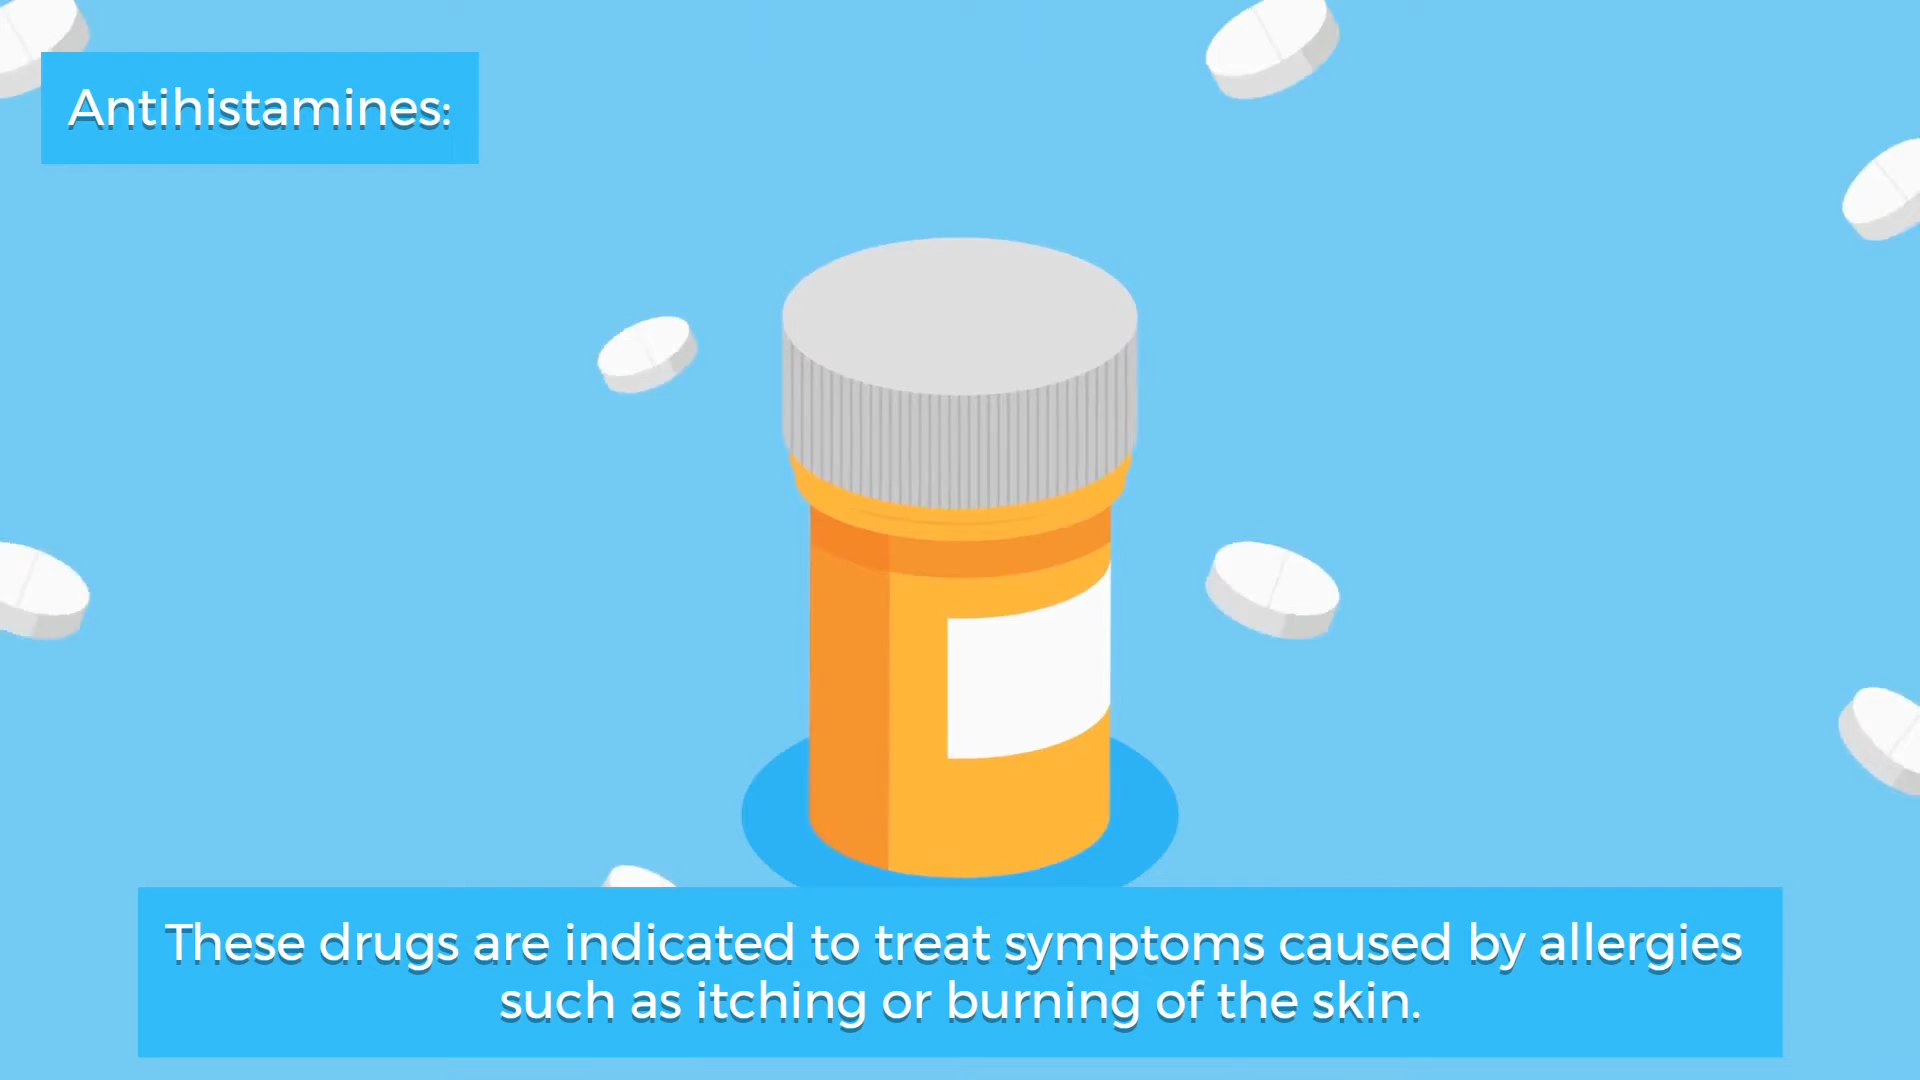 Antihistamines:
These drugs are indicated to treat symptoms caused by allergies
such as itching or burning of the skin.